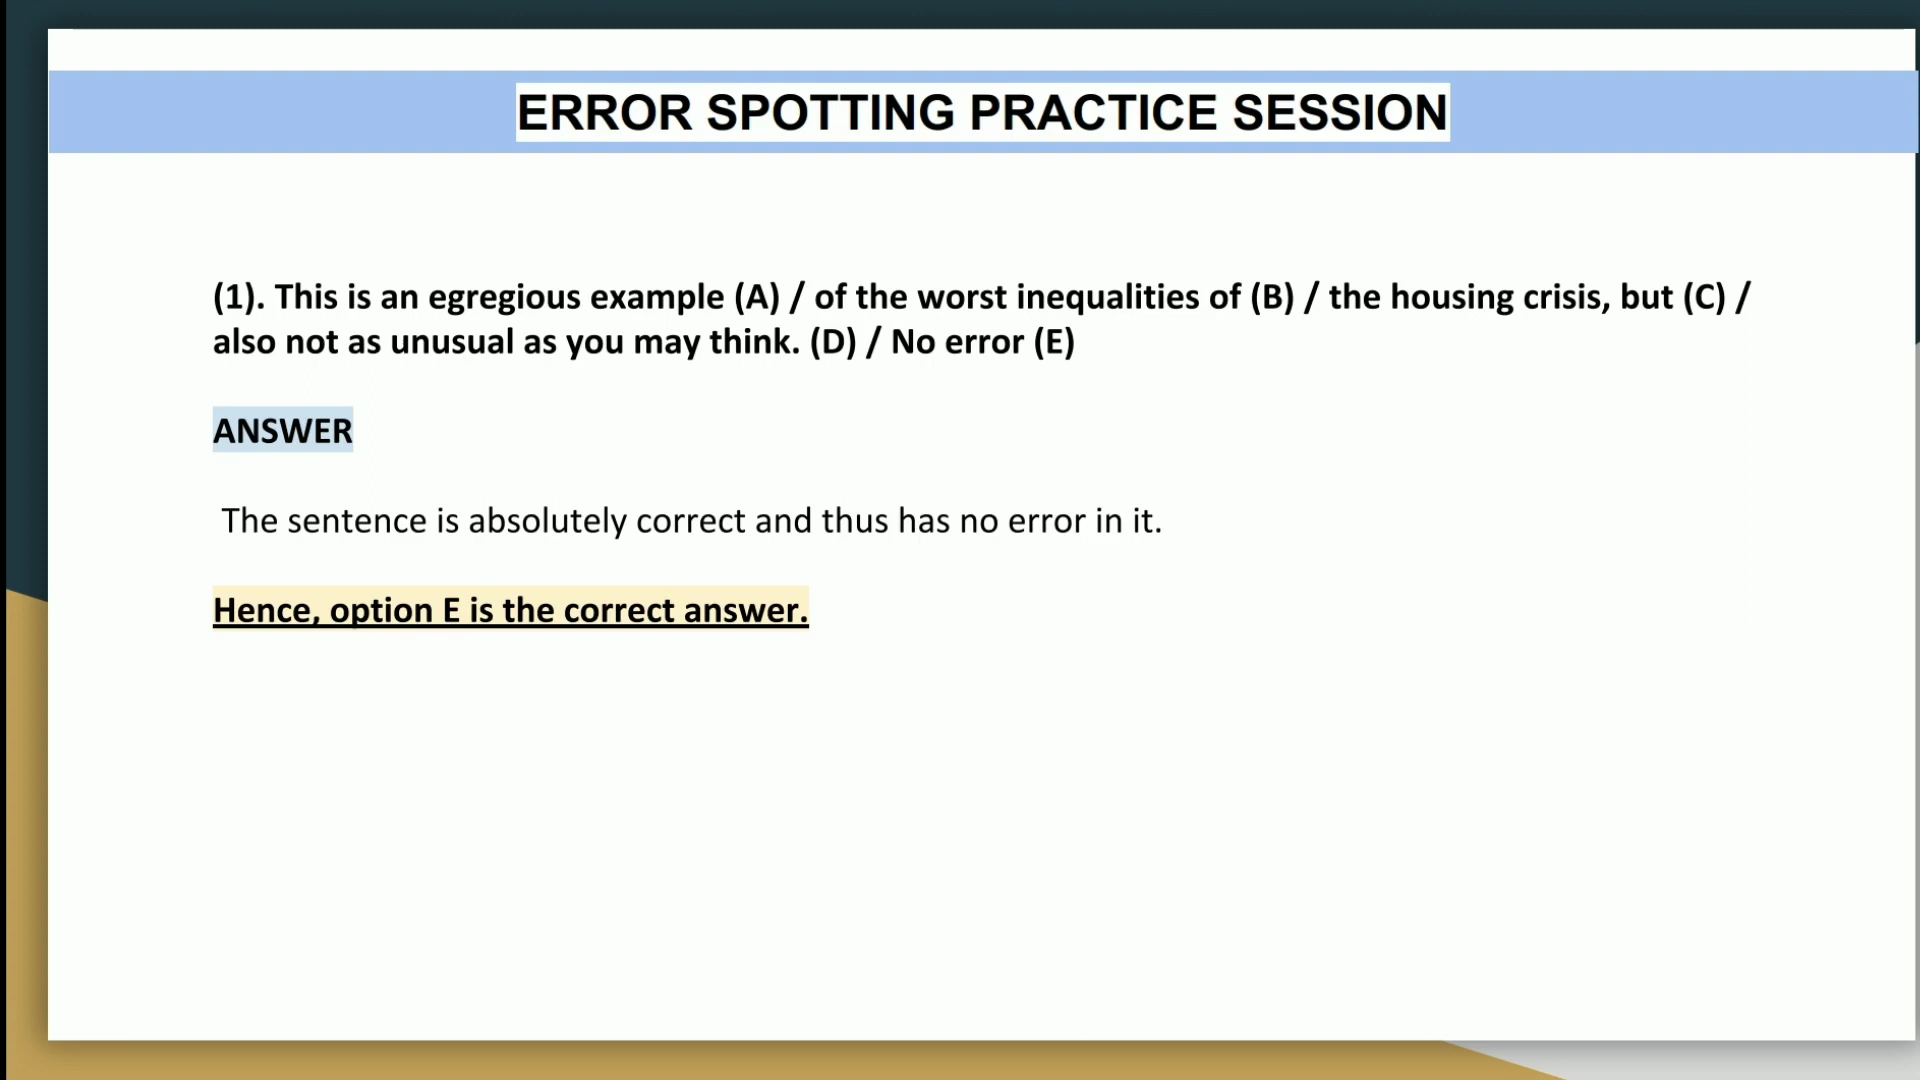 ERROR SPOTTING PRACTICE SESSION
(1). This is an egregious example (A) / of the worst inequalities of (B) / the housing crisis, but (C) /
also not as unusual as you may think. (D) / No error (E)
ANSWER
The sentence is absolutely correct and thus has no error in it.
Hence, option E is the correct answer.